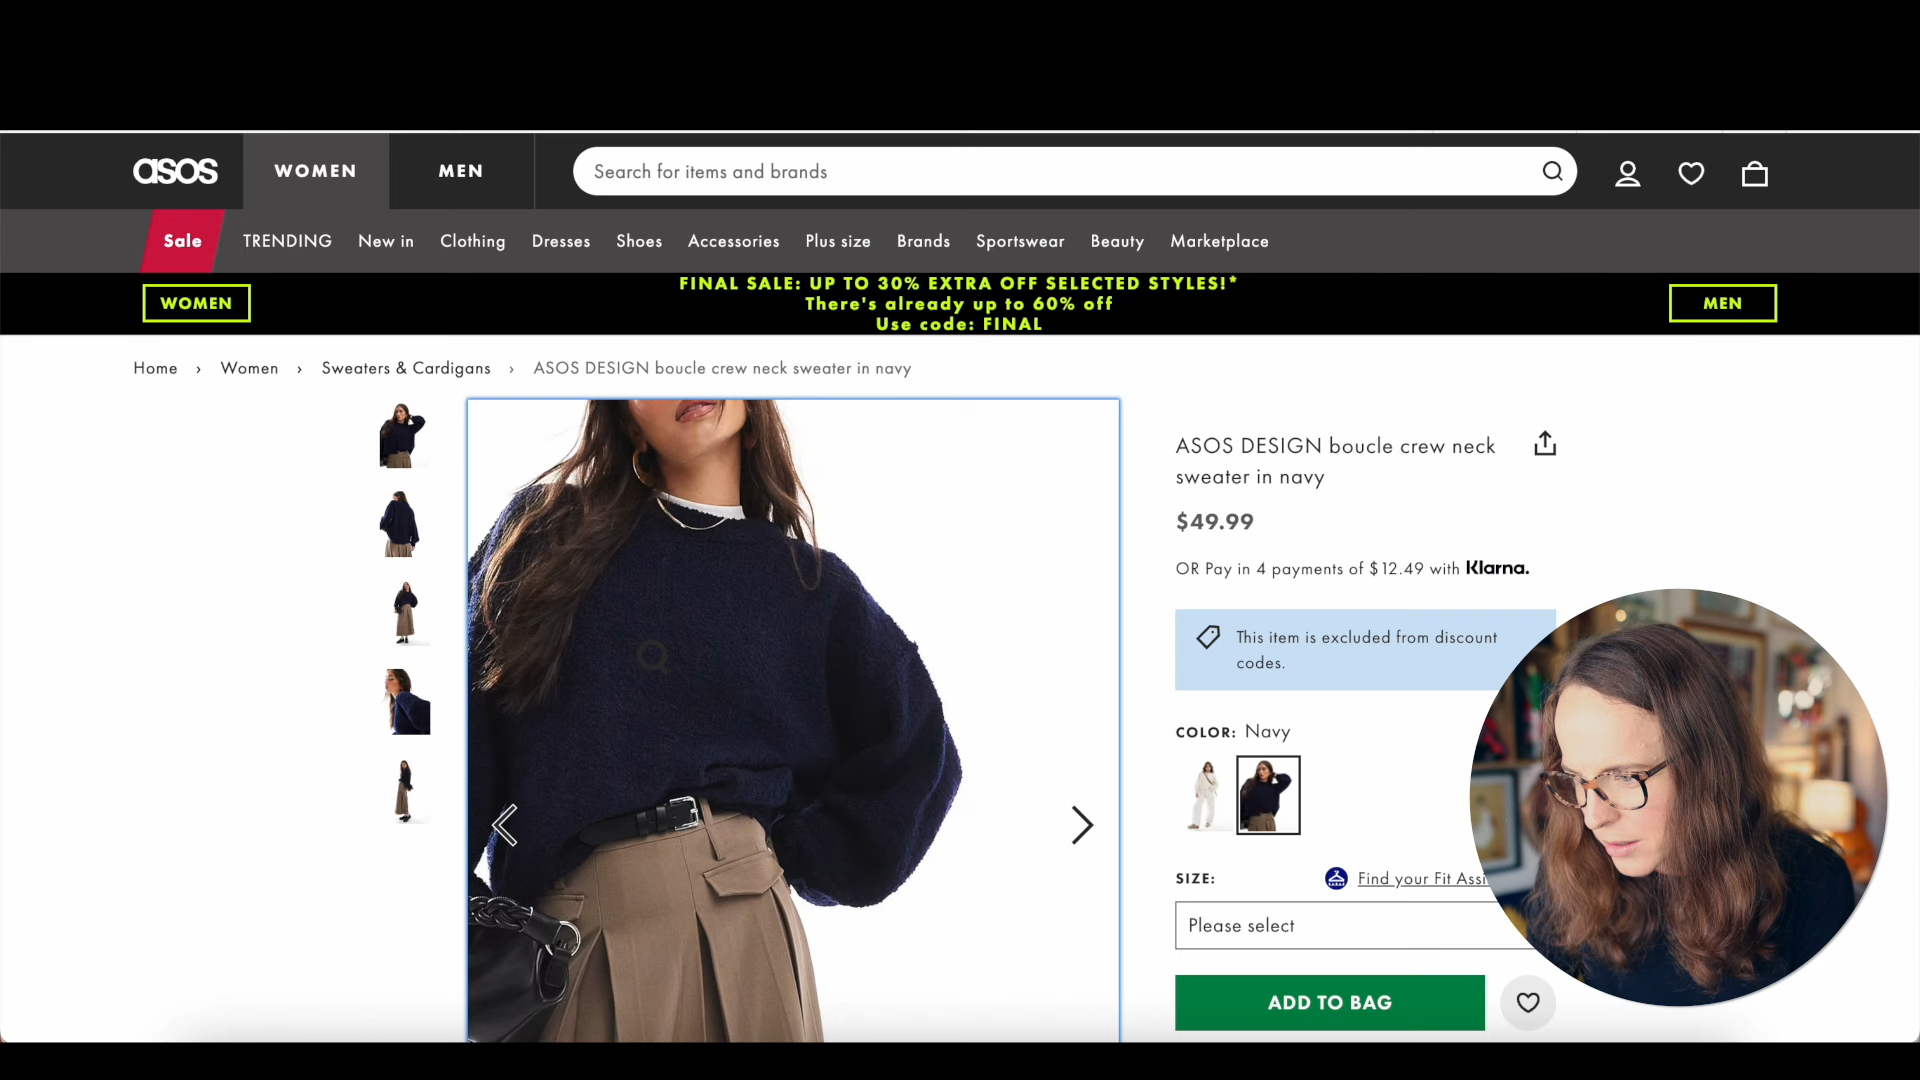 asos
WOMEN
MEN
Search for items and brands
Sale
TRENDING
New in
Clothing
Dresses
Shoes
Accessories
Plus size
Brands
Sportswear
Beauty
Marketplace
WOMEN
FINAL SALE: UP TO 30% EXTRA OFF SELECTED STYLES!*
There's already up to 60% off
Use code: FINAL
MEN
Home › Women › Sweaters & Cardigans › ASOS DESIGN boucle crew neck sweater in navy
ASOS DESIGN boucle crew neck
sweater in navy
$49.99
OR Pay in 4 payments of $12.49 with Klarna.
This item is excluded from discount
codes.
COLOR: Navy
SIZE:
Find your Fit Assi
Please select
ADD TO BAG